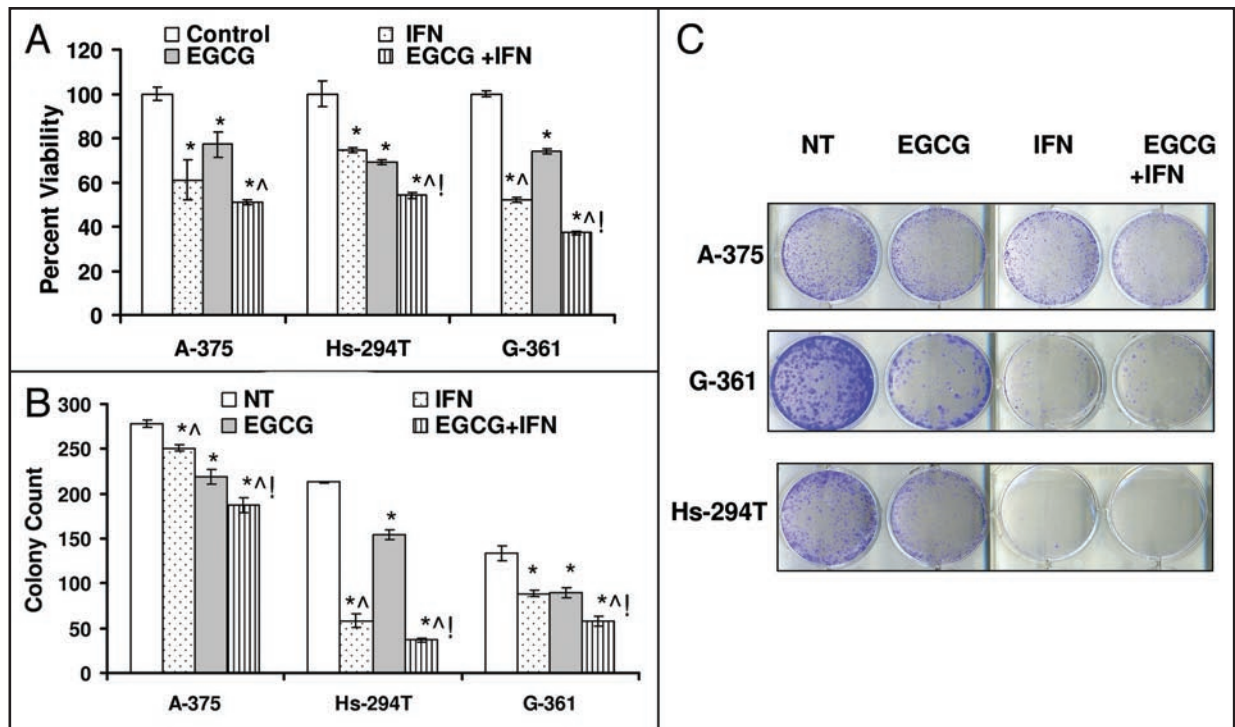 A
Control
IFN
EGCG
EGCG +IFN
Percent Viability
120
100
80
60
40
20
0
*
*
*^
*
*
*^!
*^
*
*^!
A-375
Hs-294T
G-361
B
NT
IFN
EGCG
EGCG+IFN
Colony Count
300
250
200
150
100
50
0
*^
*
*^!
*^
*
*^!
*
*
*^!
A-375
Hs-294T
G-361
C
NT
EGCG
IFN
EGCG
+IFN
A-375
G-361
Hs-294T